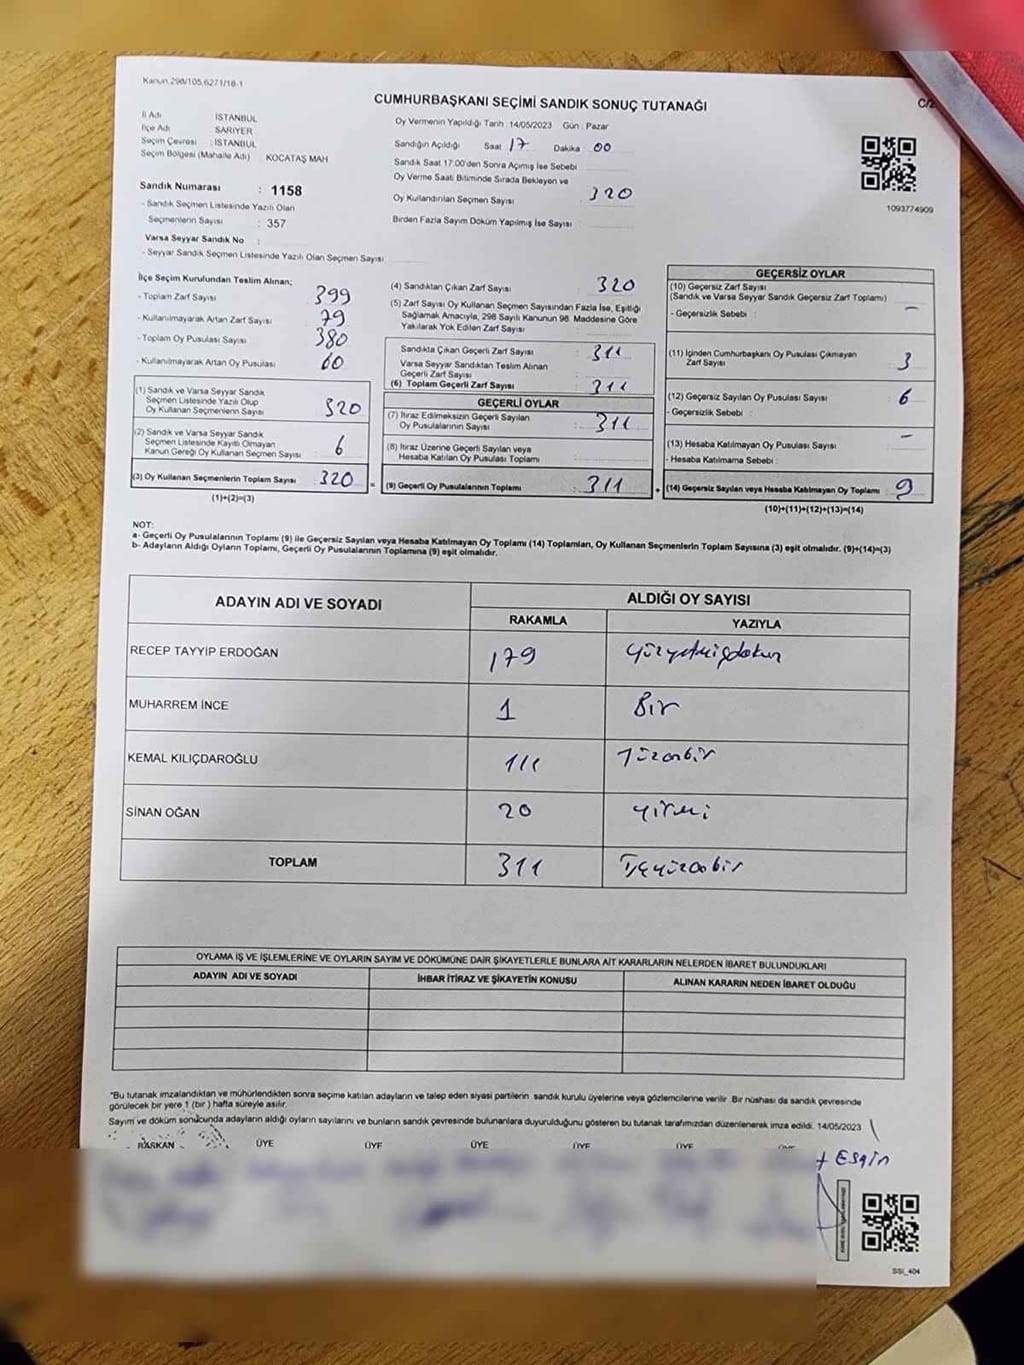 Kanun.298/105,6271/18-1
CUMHURBAŞKANI SEÇİMİ SANDIK SONUÇ TUTANAĞI
C/2
İl Adı : İSTANBUL
İlçe Adı : SARIYER
Seçim Çevresi : İSTANBUL
Seçim Bölgesi (Mahalle Adı) : KOCATAŞ MAH
Sandık Numarası : 1158
- Sandık Seçmen Listesinde Yazılı Olan
Seçmenlerin Sayısı : 357
Varsa Seyyar Sandık No :
- Seyyar Sandık Seçmen Listesinde Yazılı Olan Seçmen Sayısı
Oy Vermenin Yapıldığı Tarih : 14/05/2023 Gün : Pazar
Sandığın Açıldığı Saat 17 Dakika : 00
Sandık Saat 17:00'den Sonra Açılmış İse Sebebi
Oy Verme Saati Bitiminde Sırada Bekleyen ve
Oy Kullandırılan Seçmen Sayısı : 320
Birden Fazla Sayım Döküm Yapılmış İse Sayısı
1093774909
İlçe Seçim Kurulundan Teslim Alınan;
- Toplam Zarf Sayısı : 399
- Kullanılmayarak Artan Zarf Sayısı : 79
- Toplam Oy Pusulası Sayısı : 380
- Kullanılmayarak Artan Oy Pusulası : 60
(1) Sandık ve Varsa Seyyar Sandık
Seçmen Listesinde Yazılı Olup
Oy Kullanan Seçmenlerin Sayısı : 320
(2) Sandık ve Varsa Seyyar Sandık
Seçmen Listesinde Kayıtlı Olmayan
Kanun Gereği Oy Kullanan Seçmen Sayısı : 6
(3) Oy Kullanan Seçmenlerin Toplam Sayısı : 320
(1)+(2)=(3)
(4) Sandıktan Çıkan Zarf Sayısı : 320
(5) Zarf Sayısı Oy Kullanan Seçmen Sayısından Fazla İse, Eşitliği
Sağlamak Amacıyla, 298 Sayılı Kanunun 98. Maddesine Göre
Yakılarak Yok Edilen Zarf Sayısı
Sandıkta Çıkan Geçerli Zarf Sayısı : 311
Varsa Seyyar Sandıktan Teslim Alınan
Geçerli Zarf Sayısı
(6) Toplam Geçerli Zarf Sayısı : 311
GEÇERLİ OYLAR
(7) İtiraz Edilmeksizin Geçerli Sayılan
Oy Pusulalarının Sayısı : 311
(8) İtiraz Üzerine Geçerli Sayılan veya
Hesaba Katılan Oy Pusulası Toplamı
= (9) Geçerli Oy Pusulalarının Toplamı : 311
GEÇERSİZ OYLAR
(10) Geçersiz Zarf Sayısı
(Sandık ve Varsa Seyyar Sandık Geçersiz Zarf Toplamı) –
- Geçersizlik Sebebi :
(11) İçinden Cumhurbaşkanı Oy Pusulası Çıkmayan
Zarf Sayısı : 3
(12) Geçersiz Sayılan Oy Pusulası Sayısı : 6
- Geçersizlik Sebebi :
(13) Hesaba Katılmayan Oy Pusulası Sayısı : –
- Hesaba Katılmama Sebebi :
+ (14) Geçersiz Sayılan veya Hesaba Katılmayan Oy Toplamı : 9
(10)+(11)+(12)+(13)=(14)
NOT:
a- Geçerli Oy Pusulalarının Toplamı (9) ile Geçersiz Sayılan veya Hesaba Katılmayan Oy Toplamı (14) Toplamları, Oy Kullanan Seçmenlerin Toplam Sayısına (3) eşit olmalıdır. (9)+(14)=(3)
b- Adayların Aldığı Oyların Toplamı, Geçerli Oy Pusulalarının Toplamına (9) eşit olmalıdır.
ADAYIN ADI VE SOYADI ALDIĞI OY SAYISI
RAKAMLA YAZIYLA
RECEP TAYYİP ERDOĞAN 179 Yüzyetmişdokuz
MUHARREM İNCE 1 Bir
KEMAL KILIÇDAROĞLU 111 Yüzonbir
SİNAN OĞAN 20 yirmi
TOPLAM 311 Üçyüzonbir
OYLAMA İŞ VE İŞLEMLERİNE VE OYLARIN SAYIM VE DÖKÜMÜNE DAİR ŞİKAYETLERLE BUNLARA AİT KARARLARIN NELERDEN İBARET BULUNDUKLARI
ADAYIN ADI VE SOYADI İHBAR İTİRAZ VE ŞİKAYETİN KONUSU ALINAN KARARIN NEDEN İBARET OLDUĞU
*Bu tutanak imzalandıktan ve mühürlendikten sonra seçime katılan adayların ve talep eden siyasi partilerin sandık kurulu üyelerine veya gözlemcilerine verilir. Bir nüshası da sandık çevresinde
görülecek bir yere 1 (bir) hafta süreyle asılır.
Sayım ve döküm sonucunda adayların aldığı oyların sayılarını ve bunların sandık çevresinde bulunanlara duyurulduğunu gösteren bu tutanak tarafımızdan düzenlenerek imza edildi. 14/05/2023
BAŞKAN ÜYE ÜYE ÜYE ÜYE ÜYE
Esgin
SSI_404